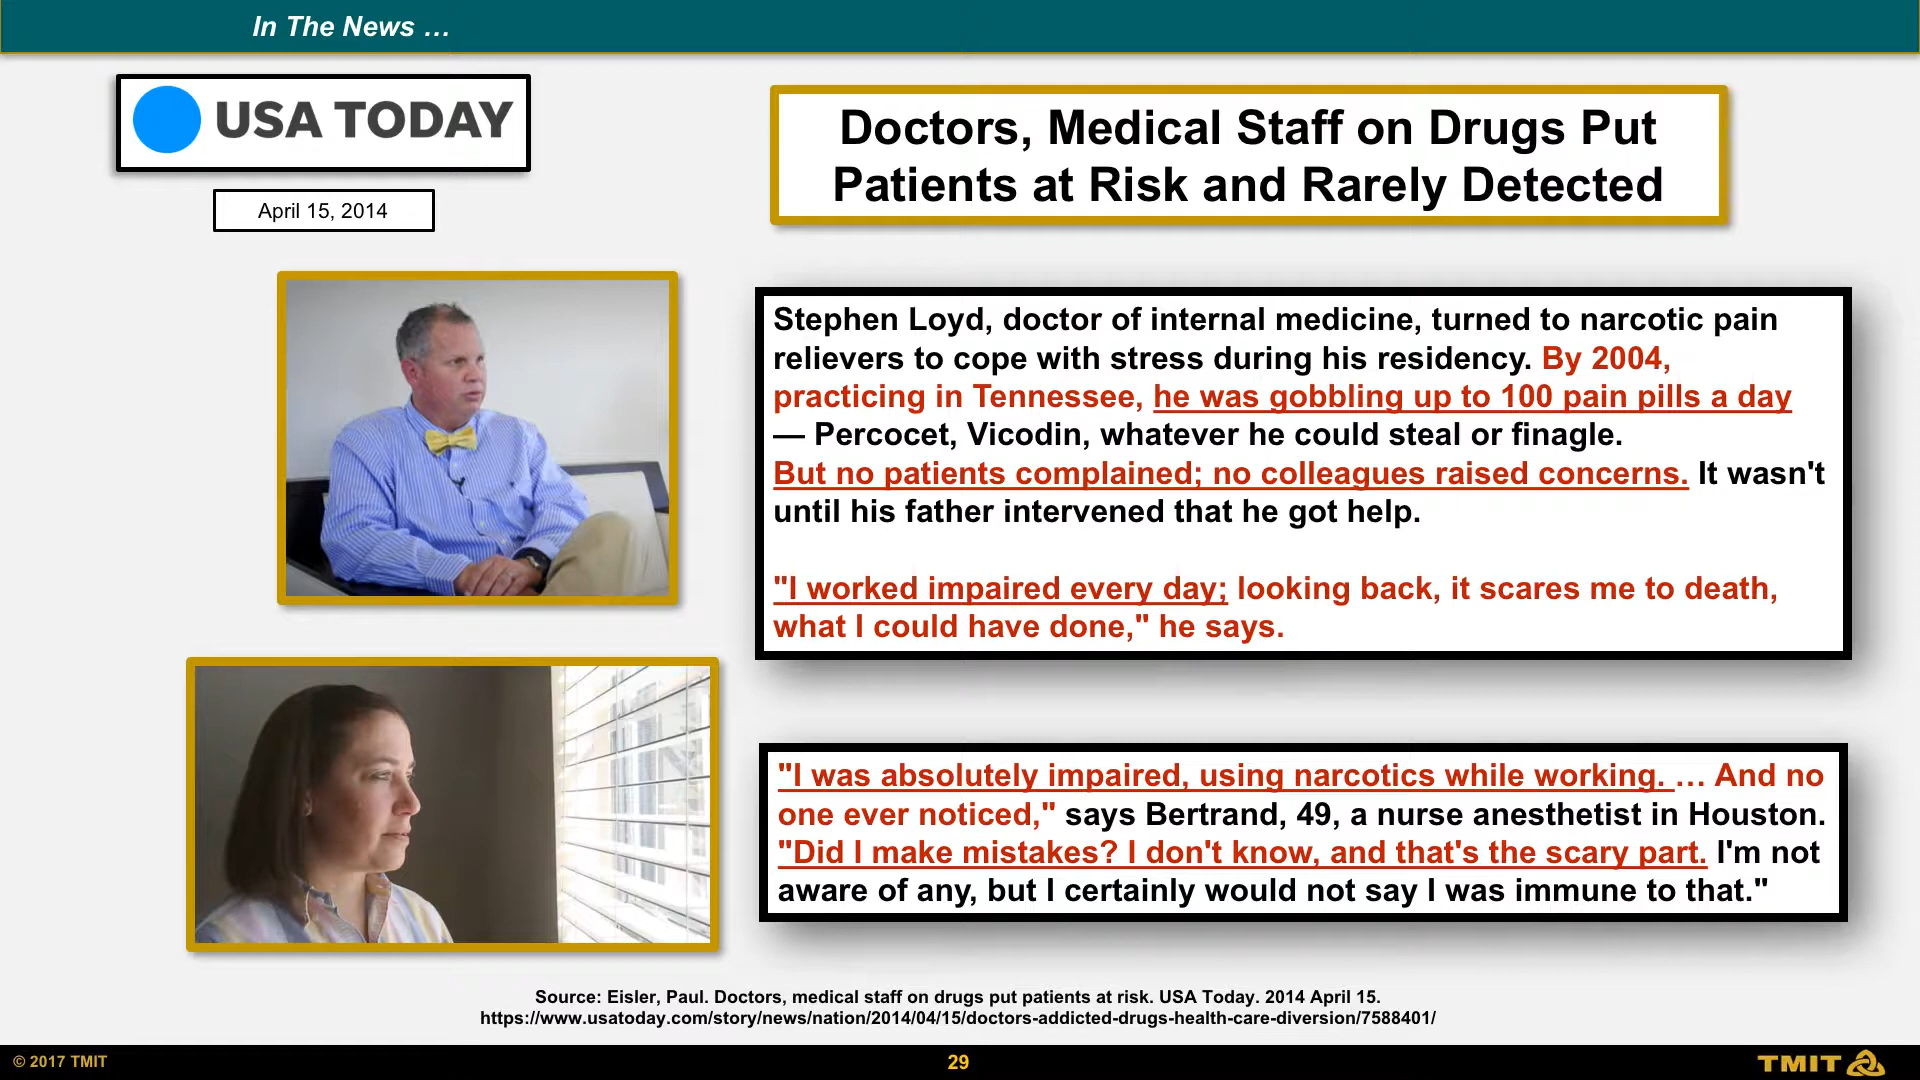 In The News …
USA TODAY
April 15, 2014
Doctors, Medical Staff on Drugs Put
Patients at Risk and Rarely Detected
Stephen Loyd, doctor of internal medicine, turned to narcotic pain
relievers to cope with stress during his residency. By 2004,
practicing in Tennessee, he was gobbling up to 100 pain pills a day
— Percocet, Vicodin, whatever he could steal or finagle.
But no patients complained; no colleagues raised concerns. It wasn't
until his father intervened that he got help.
"I worked impaired every day; looking back, it scares me to death,
what I could have done," he says.
"I was absolutely impaired, using narcotics while working. … And no
one ever noticed," says Bertrand, 49, a nurse anesthetist in Houston.
"Did I make mistakes? I don't know, and that's the scary part. I'm not
aware of any, but I certainly would not say I was immune to that."
Source: Eisler, Paul. Doctors, medical staff on drugs put patients at risk. USA Today. 2014 April 15.
https://www.usatoday.com/story/news/nation/2014/04/15/doctors-addicted-drugs-health-care-diversion/7588401/
© 2017 TMIT
29
TMIT